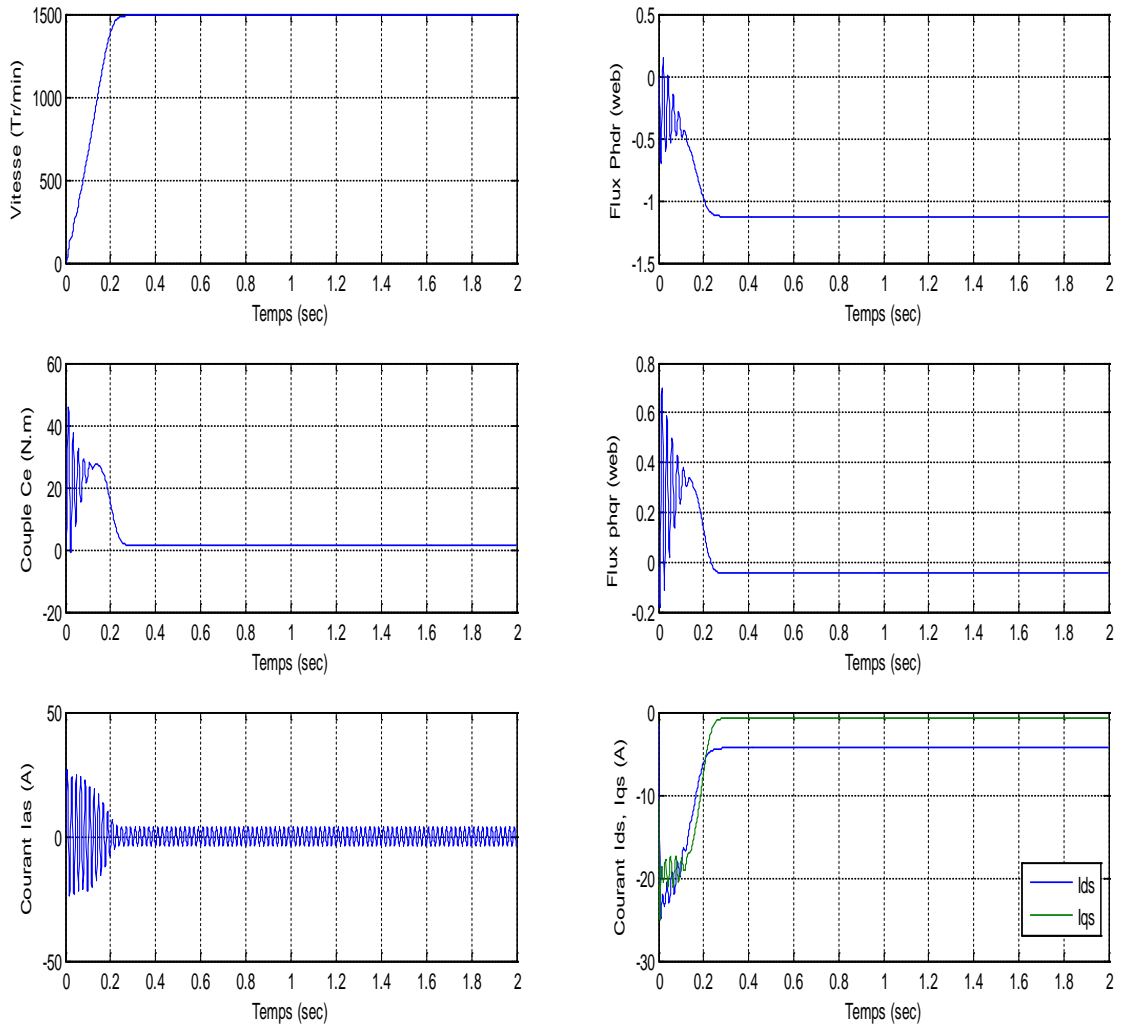 Vitesse (Tr/min)
1500
1000
500
0
0 0.2 0.4 0.6 0.8 1 1.2 1.4 1.6 1.8 2
Temps (sec)
Flux Phdr (web)
0.5
0
-0.5
-1
-1.5
0 0.2 0.4 0.6 0.8 1 1.2 1.4 1.6 1.8 2
Temps (sec)
Couple Ce (N.m)
60
40
20
0
-20
0 0.2 0.4 0.6 0.8 1 1.2 1.4 1.6 1.8 2
Temps (sec)
Flux phqr (web)
0.8
0.6
0.4
0.2
0
-0.2
0 0.2 0.4 0.6 0.8 1 1.2 1.4 1.6 1.8 2
Temps (sec)
Courant Ias (A)
50
0
-50
0 0.2 0.4 0.6 0.8 1 1.2 1.4 1.6 1.8 2
Temps (sec)
Courant Ids, Iqs (A)
0
-10
-20
-30
0 0.2 0.4 0.6 0.8 1 1.2 1.4 1.6 1.8 2
Temps (sec)
Ids
Iqs